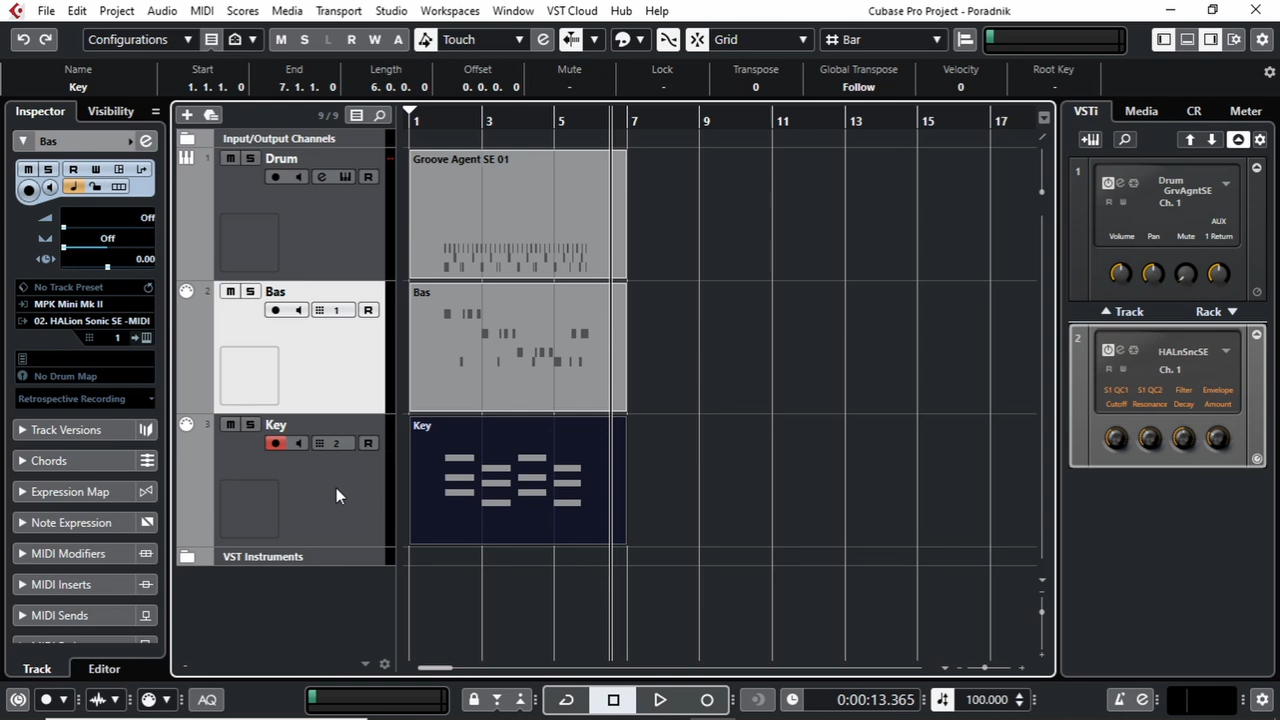 File Edit Project Audio MIDI Scores Media Transport Studio Workspaces Window VST Cloud Hub Help Cubase Pro Project - Poradnik
Configurations M S L R W A Touch Grid Bar
Name Start End Length Offset Mute Lock Transpose Global Transpose Velocity Root Key
Key 1. 1. 1. 0 7. 1. 1. 0 6. 0. 0. 0 0. 0. 0. 0 - - 0 Follow 0 -
Inspector Visibility
Bas
M S R W
Off
Off
0.00
No Track Preset
MPK Mini Mk II
02. HALion Sonic SE -MIDI
1
No Drum Map
Retrospective Recording
Track Versions
Chords
Expression Map
Note Expression
MIDI Modifiers
MIDI Inserts
MIDI Sends
Track Editor
9 / 9
Input/Output Channels
1 m s Drum
R
2 m s Bas
1 R
3 m s Key
2 R
VST Instruments
1 3 5 7 9 11 13 15 17
Groove Agent SE 01
Bas
Key
VSTi Media CR Meter
1 Drum
GrvAgntSE
R W Ch. 1
AUX
Volume Pan Mute 1 Return
Track Rack
2 HALnSncSE
R W Ch. 1
S1 QC1 S1 QC2 Filter Envelope
Cutoff Resonance Decay Amount
AQ 0:00:13.365 100.000